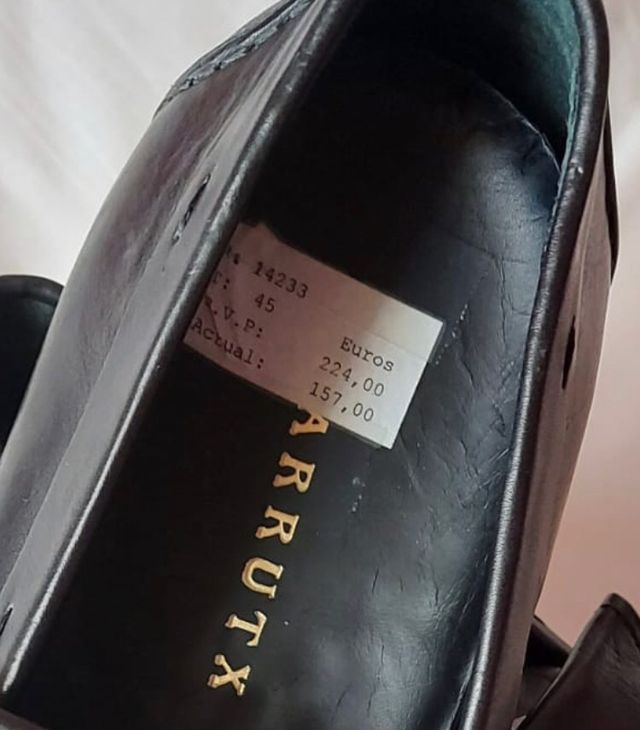 14233
T: 45
.V.P: Euros
Actual: 224,00
157,00
ARRUTX